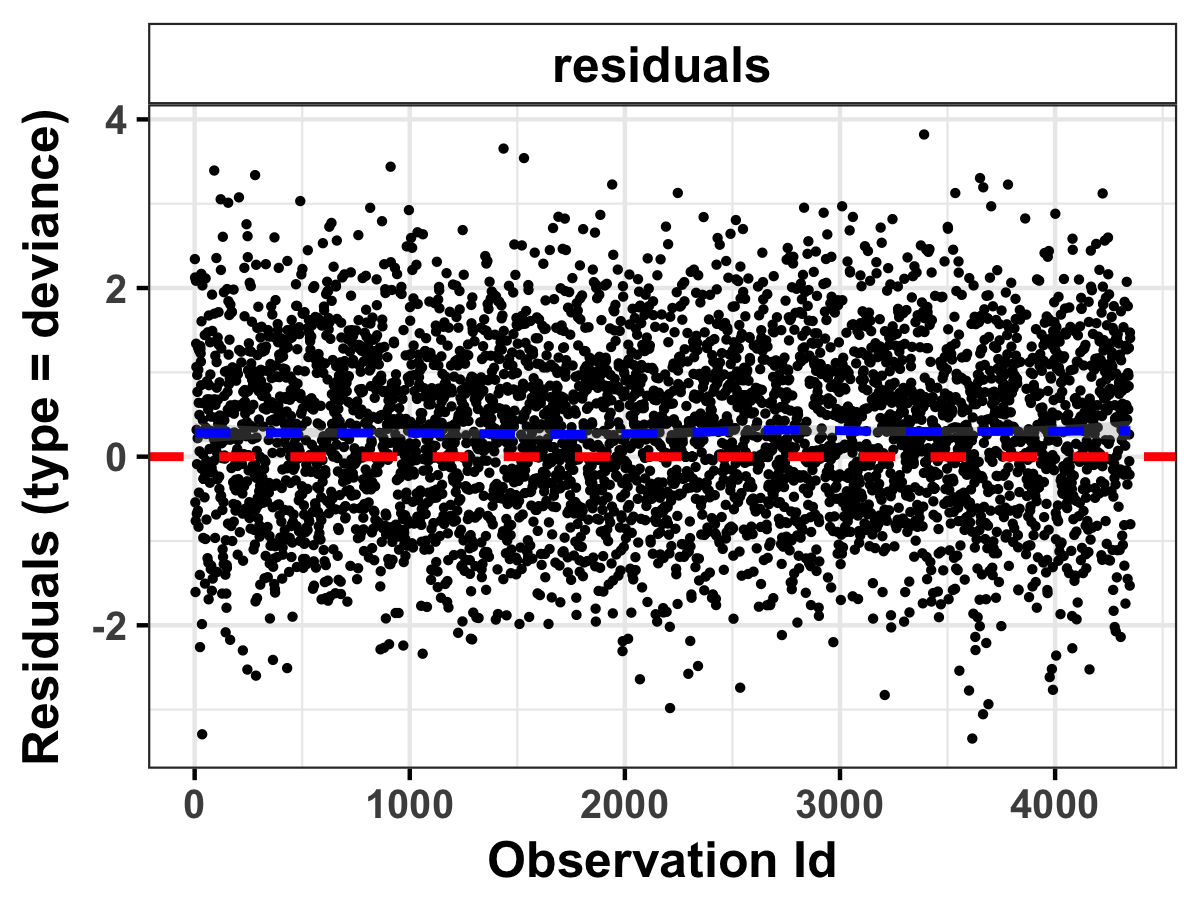 residuals
Residuals (type = deviance)
4
2
0
-2
0 1000 2000 3000 4000
Observation Id